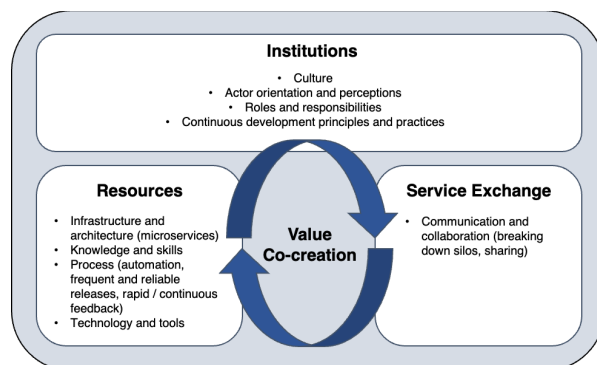 Institutions
• Culture
• Actor orientation and perceptions
• Roles and responsibilities
• Continuous development principles and practices
Resources
• Infrastructure and
architecture (microservices)
• Knowledge and skills
• Process (automation,
frequent and reliable
releases, rapid / continuous
feedback)
• Technology and tools
Value
Co-creation
Service Exchange
• Communication and
collaboration (breaking
down silos, sharing)